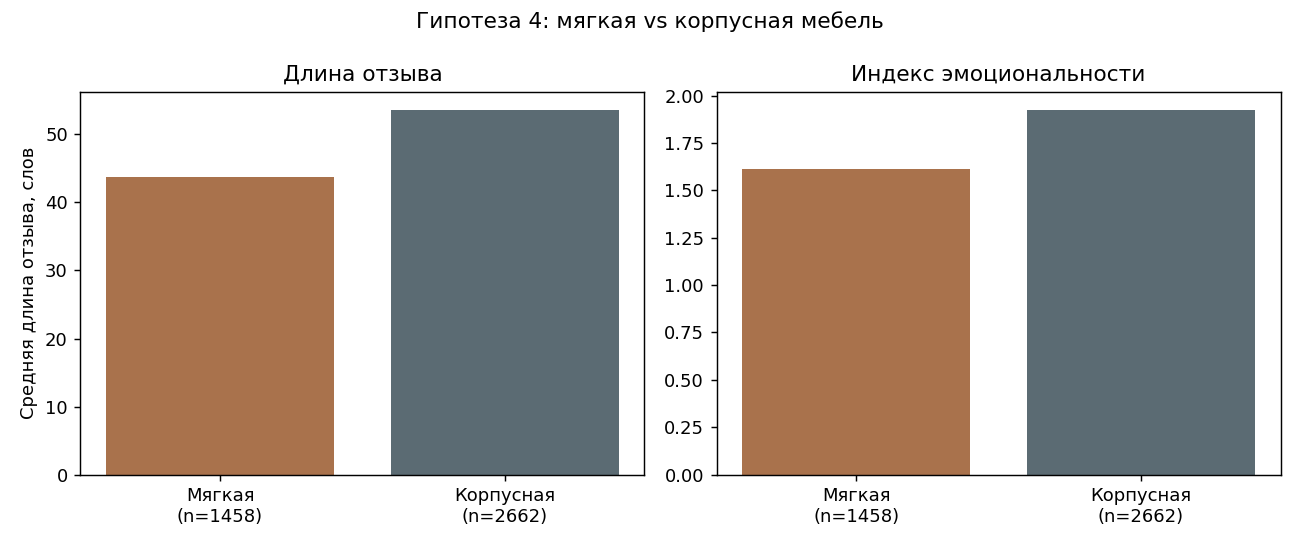 Гипотеза 4: мягкая vs корпусная мебель
Длина отзыва
Средняя длина отзыва, слов
50
40
30
20
10
0
Мягкая
(n=1458)
Корпусная
(n=2662)
Индекс эмоциональности
2.00
1.75
1.50
1.25
1.00
0.75
0.50
0.25
0.00
Мягкая
(n=1458)
Корпусная
(n=2662)